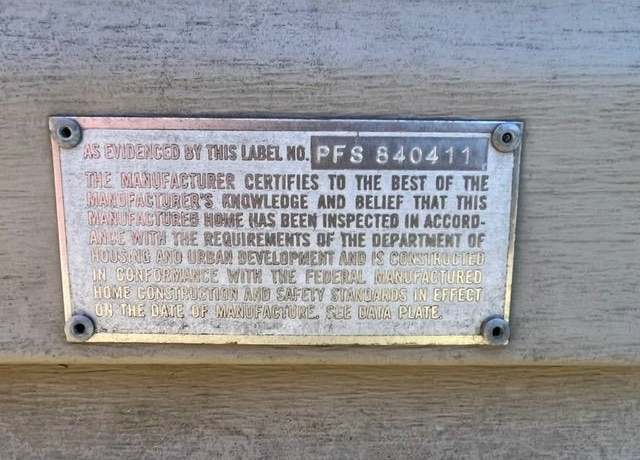 AS EVIDENCED BY THIS LABEL NO. PFS 840411
THE MANUFACTURER CERTIFIES TO THE BEST OF THE
MANUFACTURER'S KNOWLEDGE AND BELIEF THAT THIS
MANUFACTURED HOME HAS BEEN INSPECTED IN ACCORD-
ANCE WITH THE REQUIREMENTS OF THE DEPARTMENT OF
HOUSING AND URBAN DEVELOPMENT AND IS CONSTRUCTED
IN CONFORMANCE WITH THE FEDERAL MANUFACTURED
HOME CONSTRUCTION AND SAFETY STANDARDS IN EFFECT
ON THE DATE OF MANUFACTURE. SEE DATA PLATE.